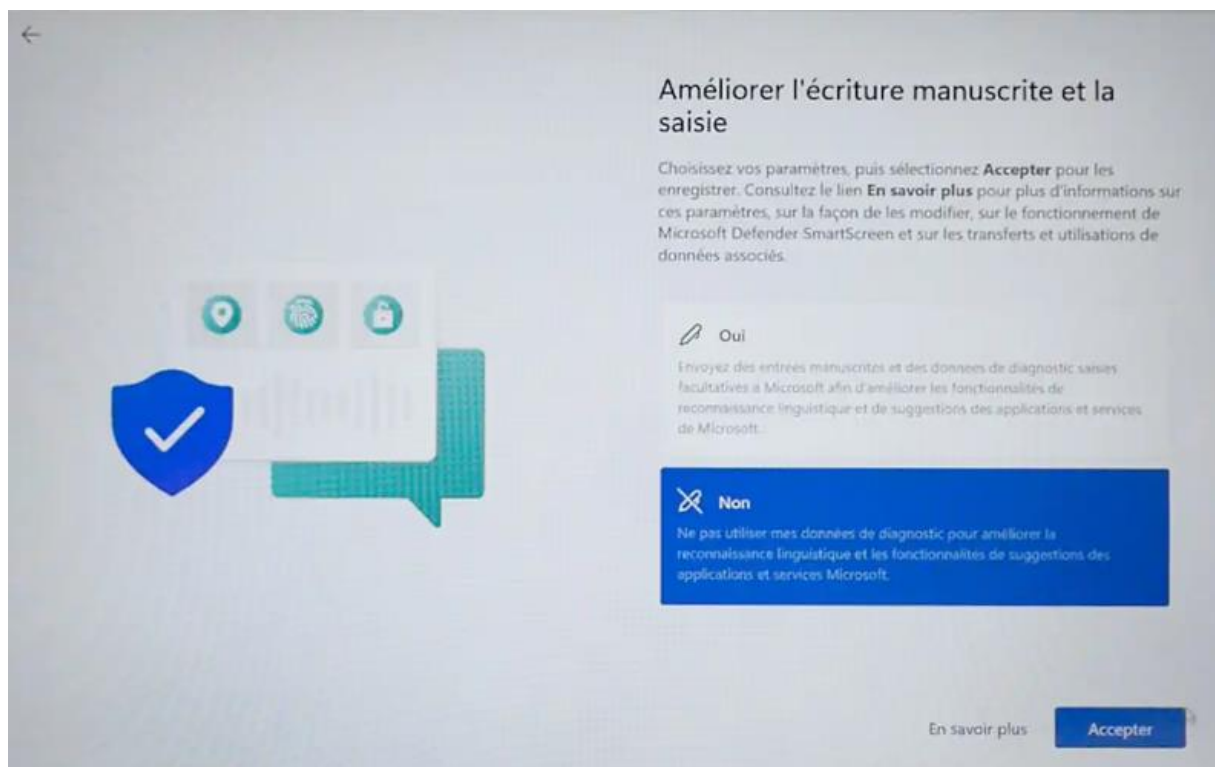 Améliorer l'écriture manuscrite et la
saisie
Choisissez vos paramètres, puis sélectionnez Accepter pour les
enregistrer. Consultez le lien En savoir plus pour plus d'informations sur
ces paramètres, sur la façon de les modifier, sur le fonctionnement de
Microsoft Defender SmartScreen et sur les transferts et utilisations de
données associés.
Oui
Envoyez des entrées manuscrites et des données de diagnostic saisies
facultatives à Microsoft afin d'améliorer les fonctionnalités de
reconnaissance linguistique et de suggestions des applications et services
de Microsoft.
Non
Ne pas utiliser mes données de diagnostic pour améliorer la
reconnaissance linguistique et les fonctionnalités de suggestions des
applications et services Microsoft.
En savoir plus
Accepter